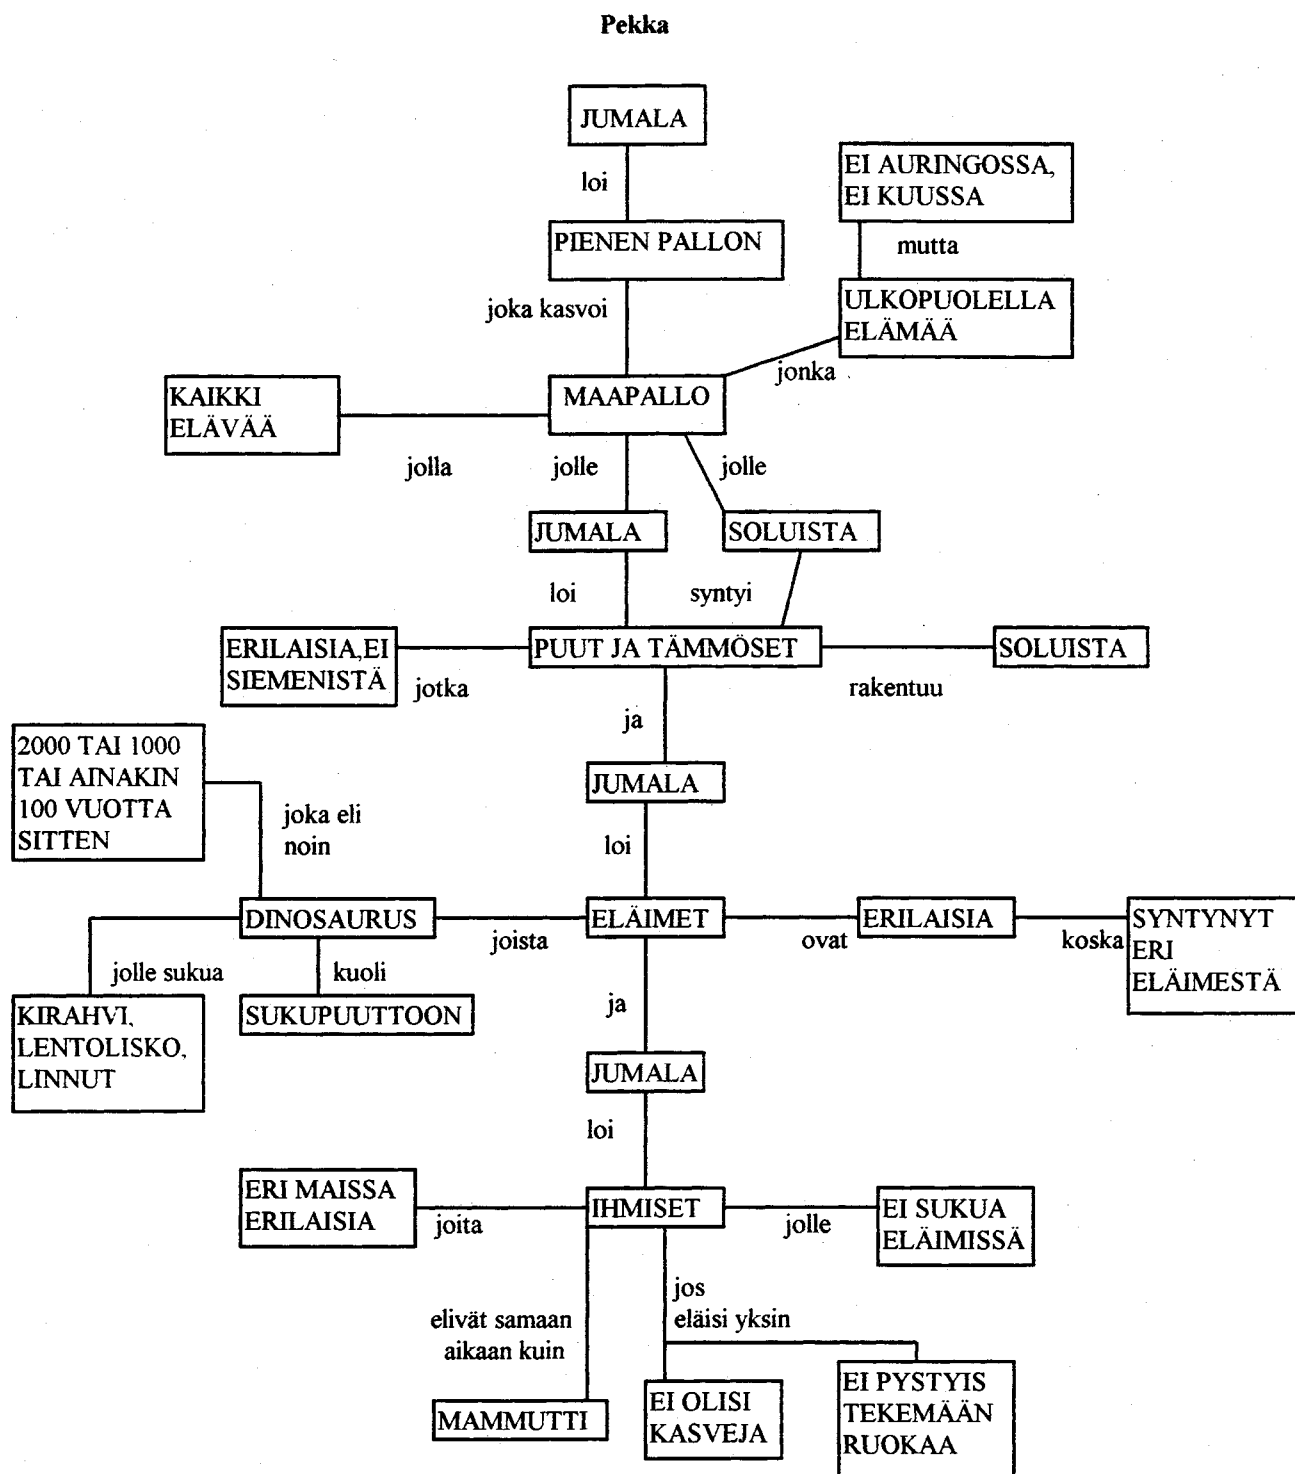 Pekka
JUMALA
loi
PIENEN PALLON
EI AURINGOSSA,
EI KUUSSA
mutta
ULKOPUOLELLA
ELÄMÄÄ
joka kasvoi
jonka
MAAPALLO
KAIKKI
ELÄVÄÄ
jolla
jolle
jolle
JUMALA
SOLUISTA
loi
syntyi
ERILAISIA, EI
SIEMENISTÄ
jotka
PUUT JA TÄMMÖSET
rakentuu
SOLUISTA
ja
2000 TAI 1000
TAI AINAKIN
100 VUOTTA
SITTEN
joka eli
noin
JUMALA
loi
DINOSAURUS
joista
ELÄIMET
ovat
ERILAISIA
koska
SYNTYNYT
ERI
ELÄIMESTÄ
jolle sukua
kuoli
KIRAHVI,
LENTOLISKO,
LINNUT
SUKUPUUTTOON
ja
JUMALA
loi
ERI MAISSA
ERILAISIA
joita
IHMISET
jolle
EI SUKUA
ELÄIMISSÄ
elivät samaan
aikaan kuin
jos
eläisi yksin
MAMMUTTI
EI OLISI
KASVEJA
EI PYSTYIS
TEKEMÄÄN
RUOKAA